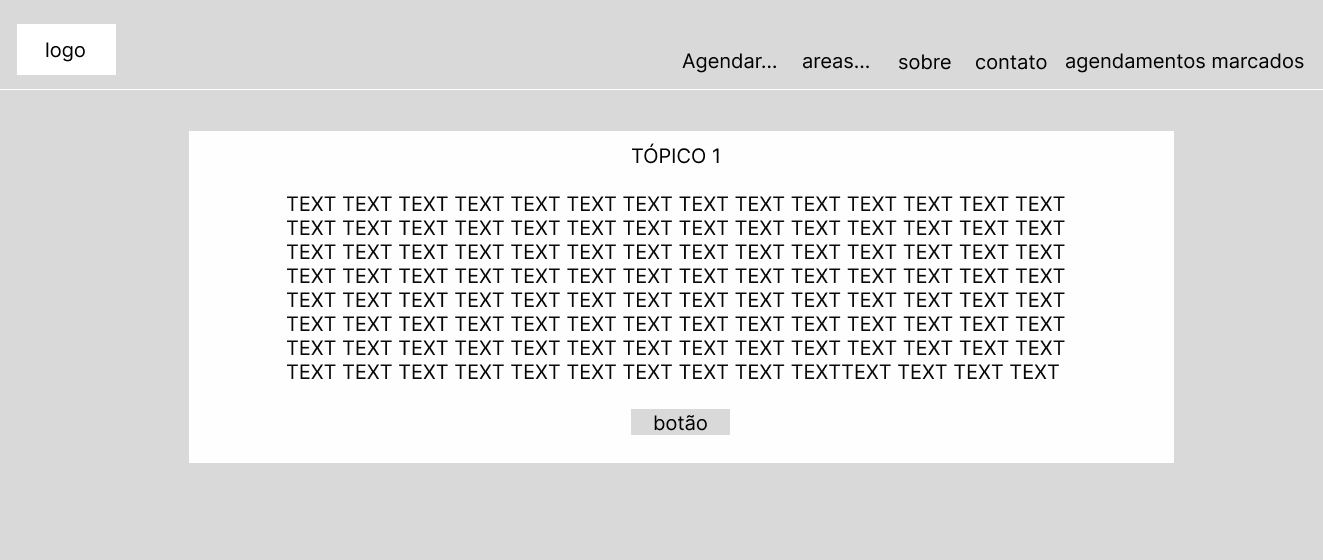 logo
Agendar... areas... sobre contato agendamentos marcados
TÓPICO 1
TEXT TEXT TEXT TEXT TEXT TEXT TEXT TEXT TEXT TEXT TEXT TEXT TEXT TEXT
TEXT TEXT TEXT TEXT TEXT TEXT TEXT TEXT TEXT TEXT TEXT TEXT TEXT TEXT
TEXT TEXT TEXT TEXT TEXT TEXT TEXT TEXT TEXT TEXT TEXT TEXT TEXT TEXT
TEXT TEXT TEXT TEXT TEXT TEXT TEXT TEXT TEXT TEXT TEXT TEXT TEXT TEXT
TEXT TEXT TEXT TEXT TEXT TEXT TEXT TEXT TEXT TEXT TEXT TEXT TEXT TEXT
TEXT TEXT TEXT TEXT TEXT TEXT TEXT TEXT TEXT TEXT TEXT TEXT TEXT TEXT
TEXT TEXT TEXT TEXT TEXT TEXT TEXT TEXT TEXT TEXT TEXT TEXT TEXT TEXT
TEXT TEXT TEXT TEXT TEXT TEXT TEXT TEXT TEXT TEXTTEXT TEXT TEXT TEXT
botão